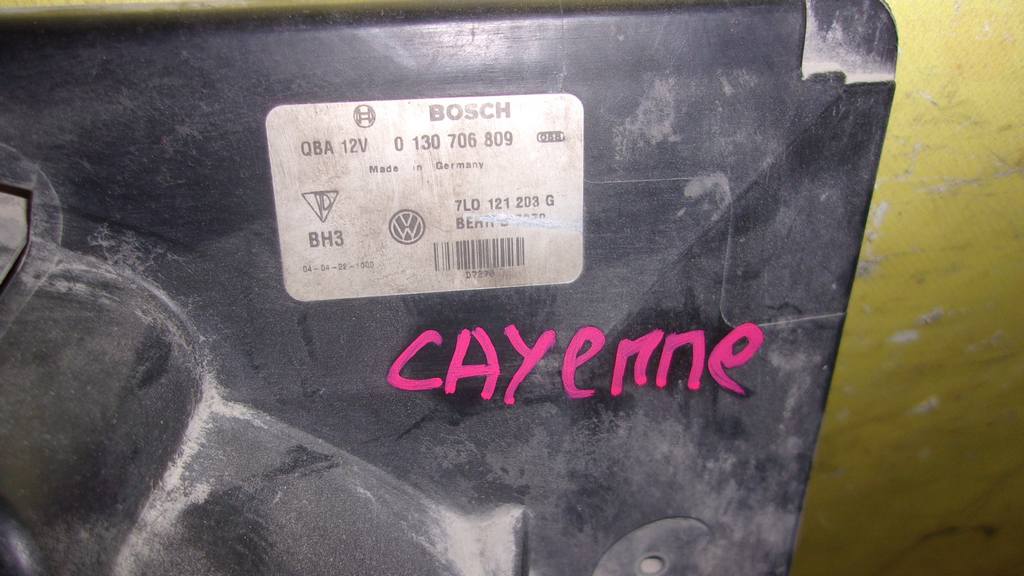 BOSCH
QBA 12V 0 130 706 809
Made in Germany
7L0 121 203 G
BEHR
BH3
04-04-22-1000
CAYenne